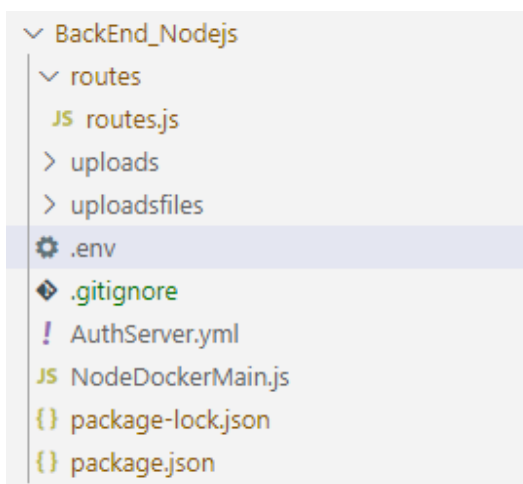 BackEnd_Nodejs
routes
JS routes.js
uploads
uploadsfiles
.env
.gitignore
! AuthServer.yml
JS NodeDockerMain.js
{} package-lock.json
{} package.json